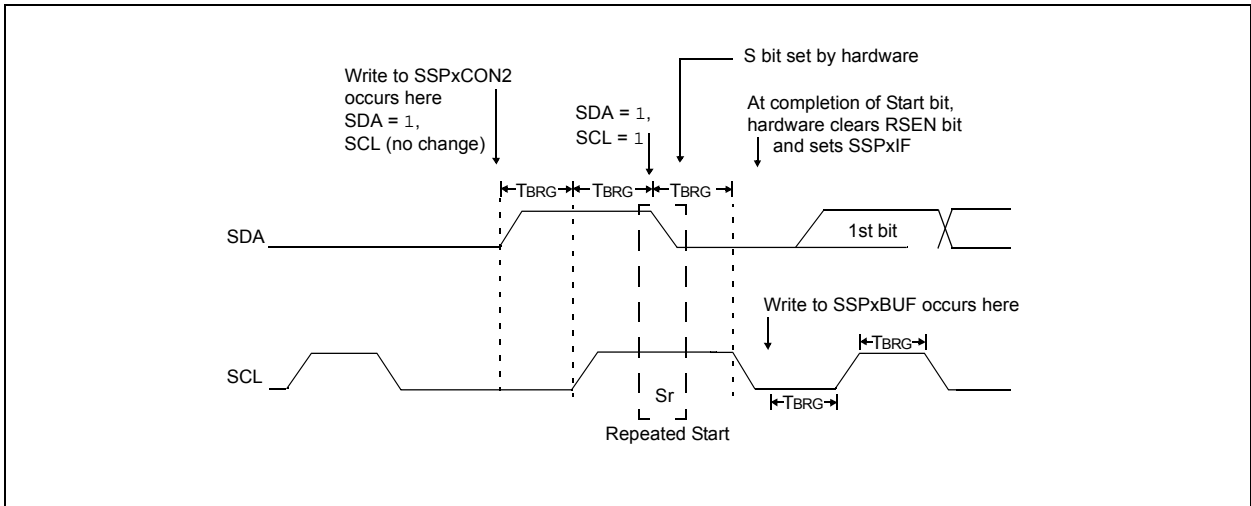 S bit set by hardware
Write to SSPxCON2
occurs here
SDA = 1,
SCL (no change)
SDA = 1,
SCL = 1
At completion of Start bit,
hardware clears RSEN bit
and sets SSPxIF
TBRG TBRG TBRG
SDA
1st bit
Write to SSPxBUF occurs here
TBRG
SCL
Sr
TBRG
Repeated Start